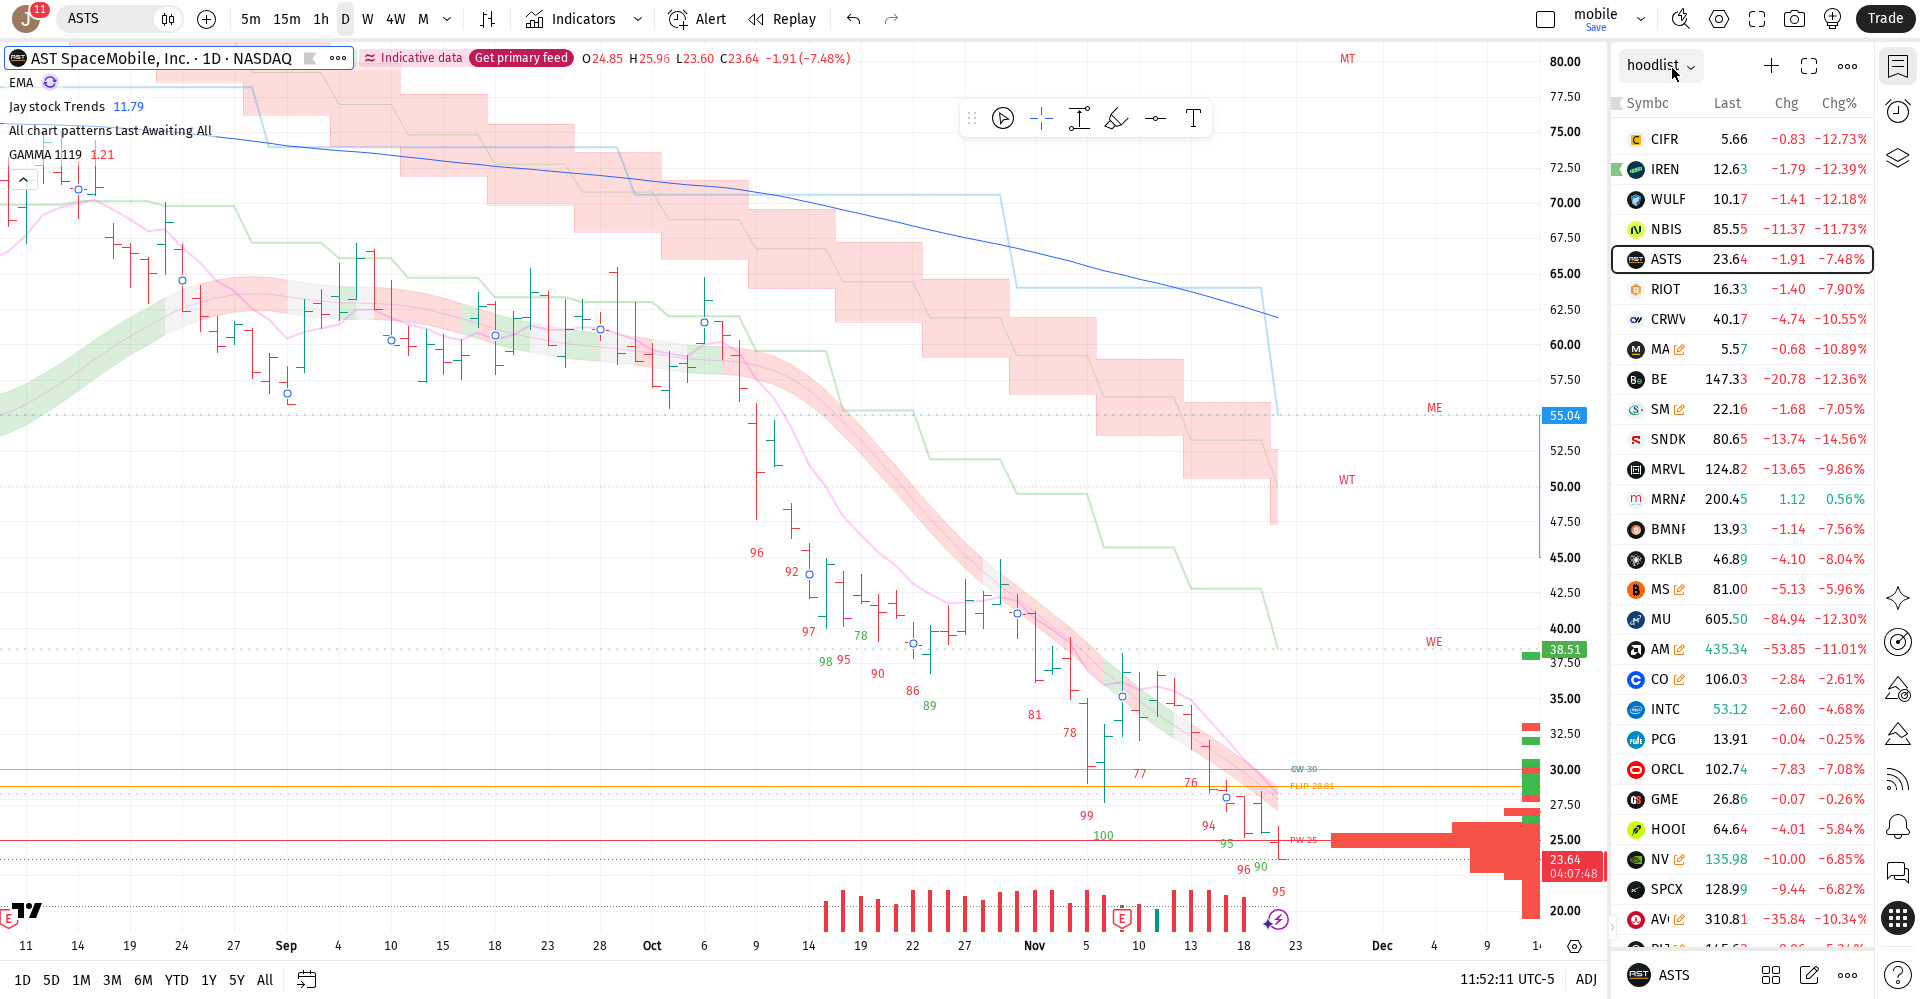 J 11 ASTS 5m 15m 1h D W 4W M Indicators Alert Replay mobile Save Trade
AST SpaceMobile, Inc. · 1D · NASDAQ ≈ Indicative data Get primary feed O24.85 H25.96 L23.60 C23.64 −1.91 (−7.48%)
EMA
Jay stock Trends 11.79
All chart patterns Last Awaiting All
GAMMA 1119 1.21
MT
ME
WT
WE
CW 30
FLIP 28.81
PW 25
96
92
97
98
95
78
90
86
89
81
78
99
100
77
76
94
95
96
90
95
E
E
80.00
77.50
75.00
72.50
70.00
67.50
65.00
62.50
60.00
57.50
55.04
52.50
50.00
47.50
45.00
42.50
40.00
38.51
37.50
35.00
32.50
30.00
27.50
25.00
23.64
04:07:48
20.00
11 14 19 24 27 Sep 4 10 15 18 23 28 Oct 6 9 14 19 22 27 Nov 5 10 13 18 23 Dec 4 9 14
1D 5D 1M 3M 6M YTD 1Y 5Y All 11:52:11 UTC-5 ADJ
hoodlist
Symbc Last Chg Chg%
CIFR 5.66 −0.83 −12.73%
IREN 12.63 −1.79 −12.39%
WULF 10.17 −1.41 −12.18%
NBIS 85.55 −11.37 −11.73%
ASTS 23.64 −1.91 −7.48%
RIOT 16.33 −1.40 −7.90%
CRWV 40.17 −4.74 −10.55%
MA 5.57 −0.68 −10.89%
BE 147.33 −20.78 −12.36%
SM 22.16 −1.68 −7.05%
SNDK 80.65 −13.74 −14.56%
MRVL 124.82 −13.65 −9.86%
MRNA 200.45 1.12 0.56%
BMNR 13.93 −1.14 −7.56%
RKLB 46.89 −4.10 −8.04%
MS 81.00 −5.13 −5.96%
MU 605.50 −84.94 −12.30%
AM 435.34 −53.85 −11.01%
CO 106.03 −2.84 −2.61%
INTC 53.12 −2.60 −4.68%
PCG 13.91 −0.04 −0.25%
ORCL 102.74 −7.83 −7.08%
GME 26.86 −0.07 −0.26%
HOOD 64.64 −4.01 −5.84%
NV 135.98 −10.00 −6.85%
SPCX 128.99 −9.44 −6.82%
AVG 310.81 −35.84 −10.34%
ASTS